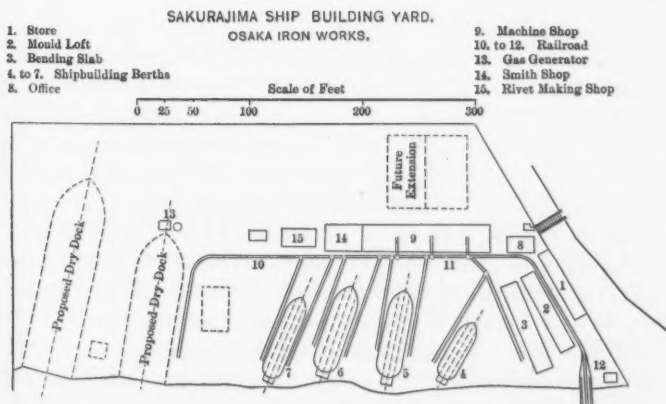 SAKURAJIMA SHIP BUILDING YARD.
OSAKA IRON WORKS.
1. Store
2. Mould Loft
3. Bending Slab
4. to 7. Shipbuilding Berths
8. Office
9. Machine Shop
10. to 12. Railroad
13. Gas Generator
14. Smith Shop
15. Rivet Making Shop
Scale of Feet
0 25 50 100 200 300
Future
Extension
13
15 14 9 8
10 11
1
2
3
Proposed Dry Dock
Proposed Dry Dock
7 6 5 4
12